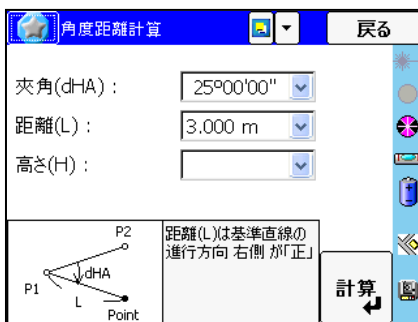 角度距離計算
戻る
夾角(dHA) :
25°00'00"
距離(L) :
3.000 m
高さ(H) :
P2
dHA
P1
L
Point
距離(L)は基準直線の
進行方向 右側 が「正」
計算